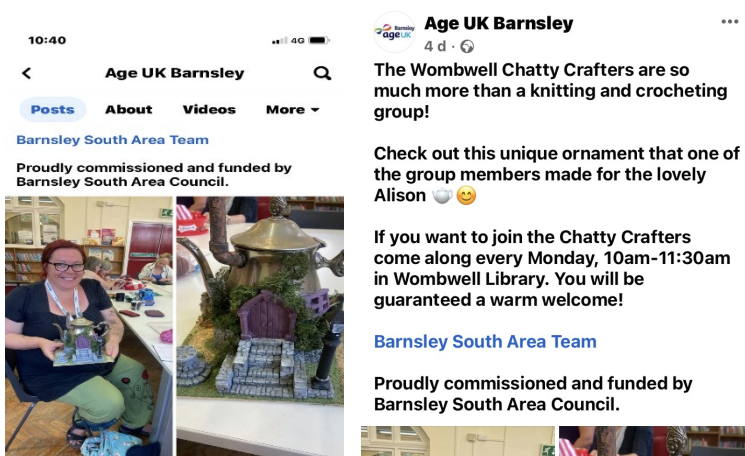 10:40
4G
Age UK Barnsley
Posts About Videos More
Barnsley South Area Team
Proudly commissioned and funded by
Barnsley South Area Council.
Barnsley
age UK
Age UK Barnsley
4 d ·
The Wombwell Chatty Crafters are so
much more than a knitting and crocheting
group!
Check out this unique ornament that one of
the group members made for the lovely
Alison 🫖😊
If you want to join the Chatty Crafters
come along every Monday, 10am-11:30am
in Wombwell Library. You will be
guaranteed a warm welcome!
Barnsley South Area Team
Proudly commissioned and funded by
Barnsley South Area Council.